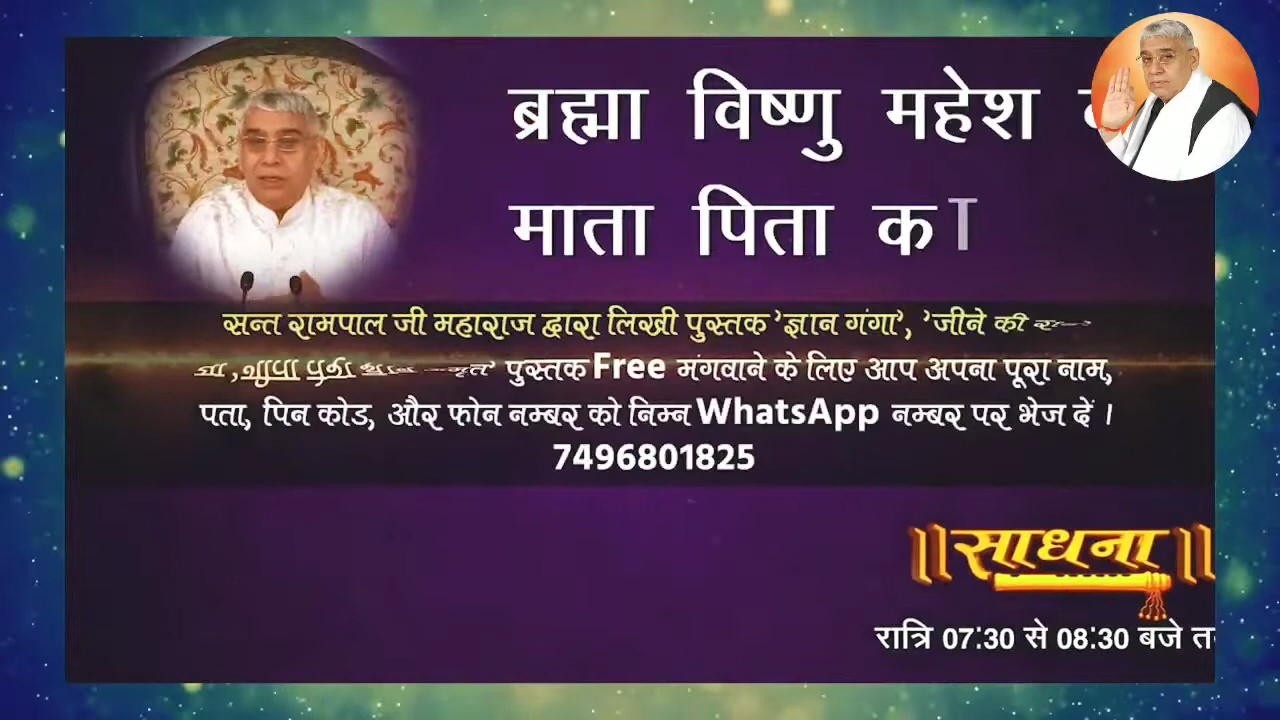 ब्रह्मा विष्णु महेश
माता पिता का
सन्त रामपाल जी महाराज द्वारा लिखी पुस्तक 'ज्ञान गंगा', 'जीने की
पुस्तक Free मंगवाने के लिए आप अपना पूरा नाम,
पता, पिन कोड, और फोन नम्बर को निम्न WhatsApp नम्बर पर भेज दें ।
7496801825
||साधना||
रात्रि 07:30 से 08:30 बजे